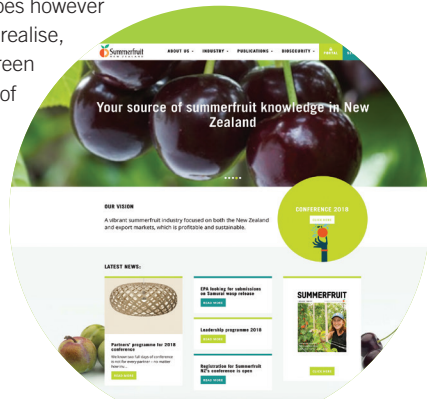 bes however
realise,
reen
of
Summerfruit
NEW ZEALAND
ABOUT US
INDUSTRY
PUBLICATIONS
BIOSECURITY
Your source of summerfruit knowledge in New
Zealand
OUR VISION
A vibrant summerfruit industry focused on both the New Zealand
and export markets, which is profitable and sustainable.
CONFERENCE 2018
READ MORE
LATEST NEWS:
Partners' programme for 2018
conference
READ MORE
EPA looking for submissions
on Samurai wasp release
READ MORE
Leadership programme 2018
READ MORE
Registration for Summerfruit
NZ's conference is open
READ MORE
SUMMERFRUIT